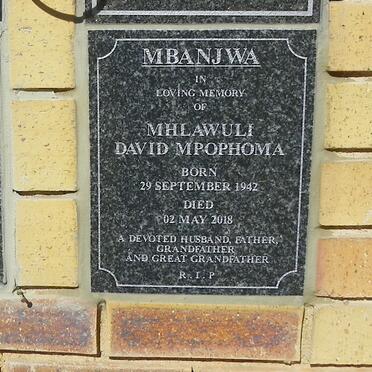 MBANJWA
IN
LOVING MEMORY
OF
MHLAWULI
DAVID MPOPHOMA
BORN
29 SEPTEMBER 1942
DIED
02 MAY 2018
A DEVOTED HUSBAND, FATHER,
GRANDFATHER
AND GREAT GRANDFATHER
R.I.P